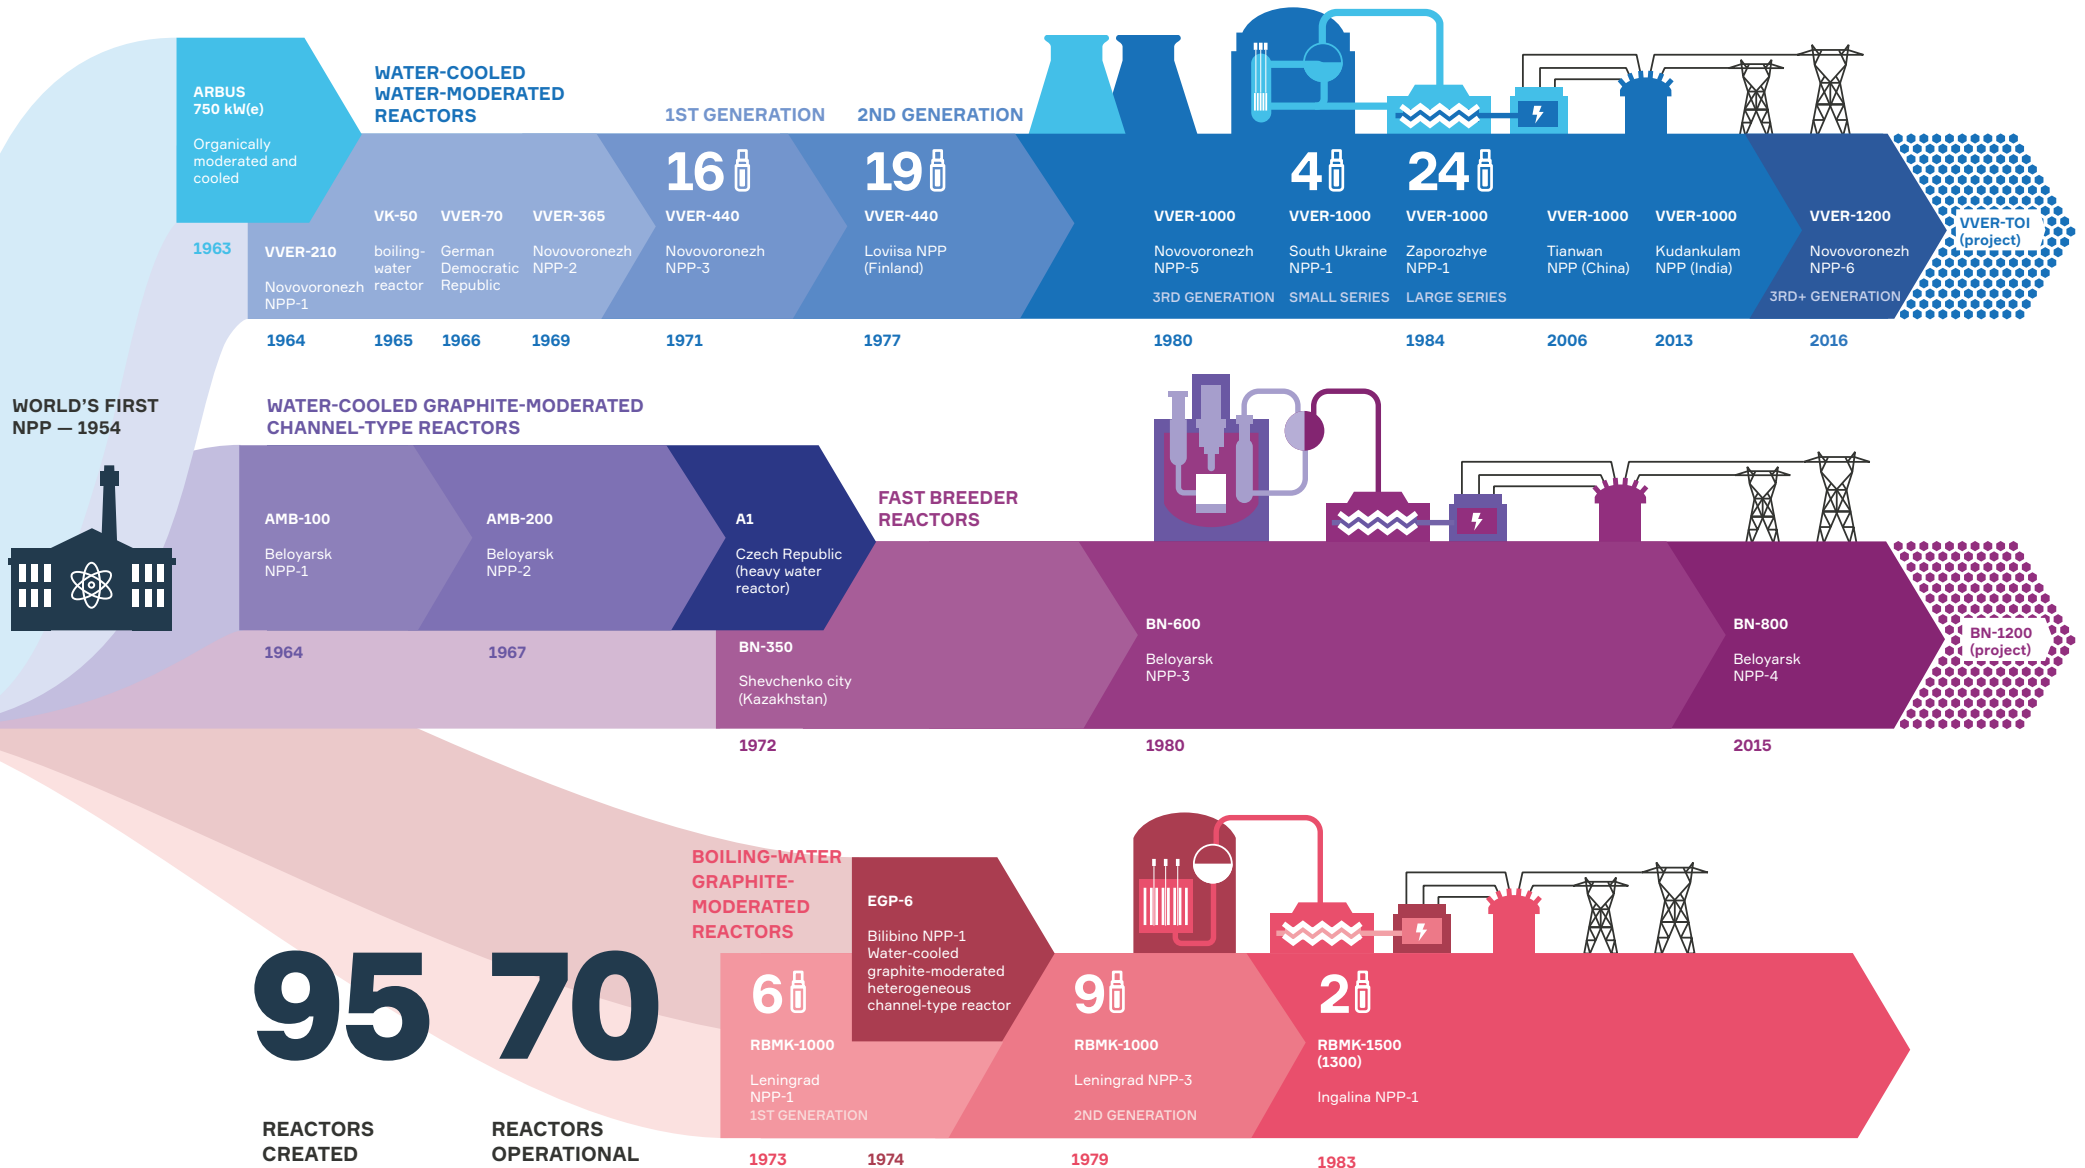 ARBUS
750 kW(e)
Organically
moderated and
cooled
1963
WATER-COOLED
WATER-MODERATED
REACTORS
1ST GENERATION
2ND GENERATION
VVER-210
Novovoronezh
NPP-1
1964
VK-50
boiling-
water
reactor
1965
VVER-70
German
Democratic
Republic
1966
VVER-365
Novovoronezh
NPP-2
1969
16
VVER-440
Novovoronezh
NPP-3
1971
19
VVER-440
Loviisa NPP
(Finland)
1977
VVER-1000
Novovoronezh
NPP-5
3RD GENERATION
1980
4
VVER-1000
South Ukraine
NPP-1
SMALL SERIES
24
VVER-1000
Zaporozhye
NPP-1
LARGE SERIES
1984
VVER-1000
Tianwan
NPP (China)
2006
VVER-1000
Kudankulam
NPP (India)
2013
VVER-1200
Novovoronezh
NPP-6
3RD+ GENERATION
2016
VVER-TOI
(project)
WORLD'S FIRST
NPP — 1954
WATER-COOLED GRAPHITE-MODERATED
CHANNEL-TYPE REACTORS
AMB-100
Beloyarsk
NPP-1
1964
AMB-200
Beloyarsk
NPP-2
1967
A1
Czech Republic
(heavy water
reactor)
FAST BREEDER
REACTORS
BN-350
Shevchenko city
(Kazakhstan)
1972
BN-600
Beloyarsk
NPP-3
1980
BN-800
Beloyarsk
NPP-4
2015
BN-1200
(project)
BOILING-WATER
GRAPHITE-
MODERATED
REACTORS
6
RBMK-1000
Leningrad
NPP-1
1ST GENERATION
1973
EGP-6
Bilibino NPP-1
Water-cooled
graphite-moderated
heterogeneous
channel-type reactor
1974
9
RBMK-1000
Leningrad NPP-3
2ND GENERATION
1979
2
RBMK-1500
(1300)
Ingalina NPP-1
1983
95
REACTORS
CREATED
70
REACTORS
OPERATIONAL